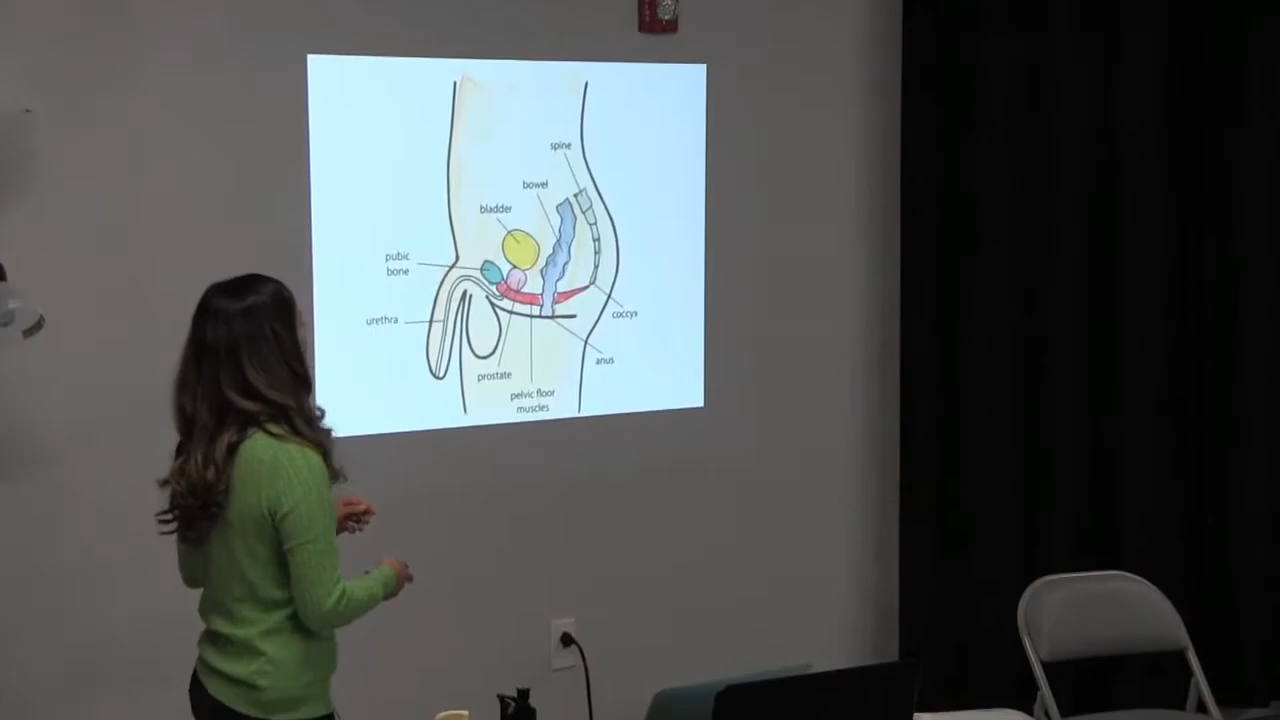 spine
bowel
bladder
pubic
bone
urethra
coccyx
anus
prostate
pelvic floor
muscles